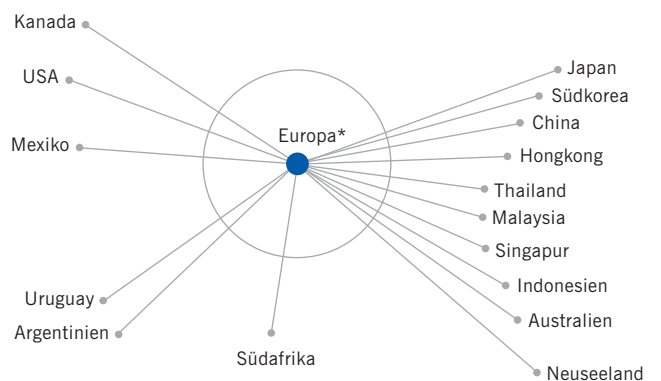 Kanada
USA
Mexiko
Europa*
Japan
Südkorea
China
Hongkong
Thailand
Malaysia
Singapur
Indonesien
Australien
Neuseeland
Uruguay
Argentinien
Südafrika